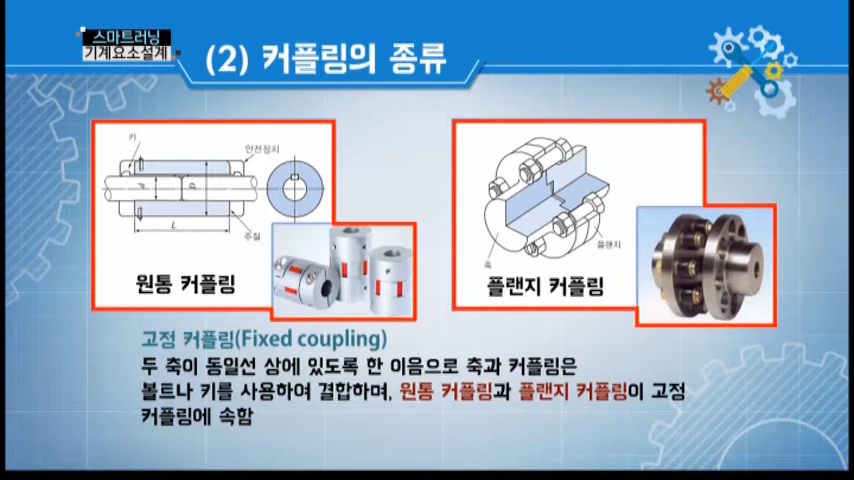 스마트러닝
기계요소설계
(2) 커플링의 종류
키
안전장치
d
D
L
주철
원통 커플링
축
플랜지
플랜지 커플링
고정 커플링(Fixed coupling)
두 축이 동일선 상에 있도록 한 이음으로 축과 커플링은
볼트나 키를 사용하여 결합하며, 원통 커플링과 플랜지 커플링이 고정
커플링에 속함